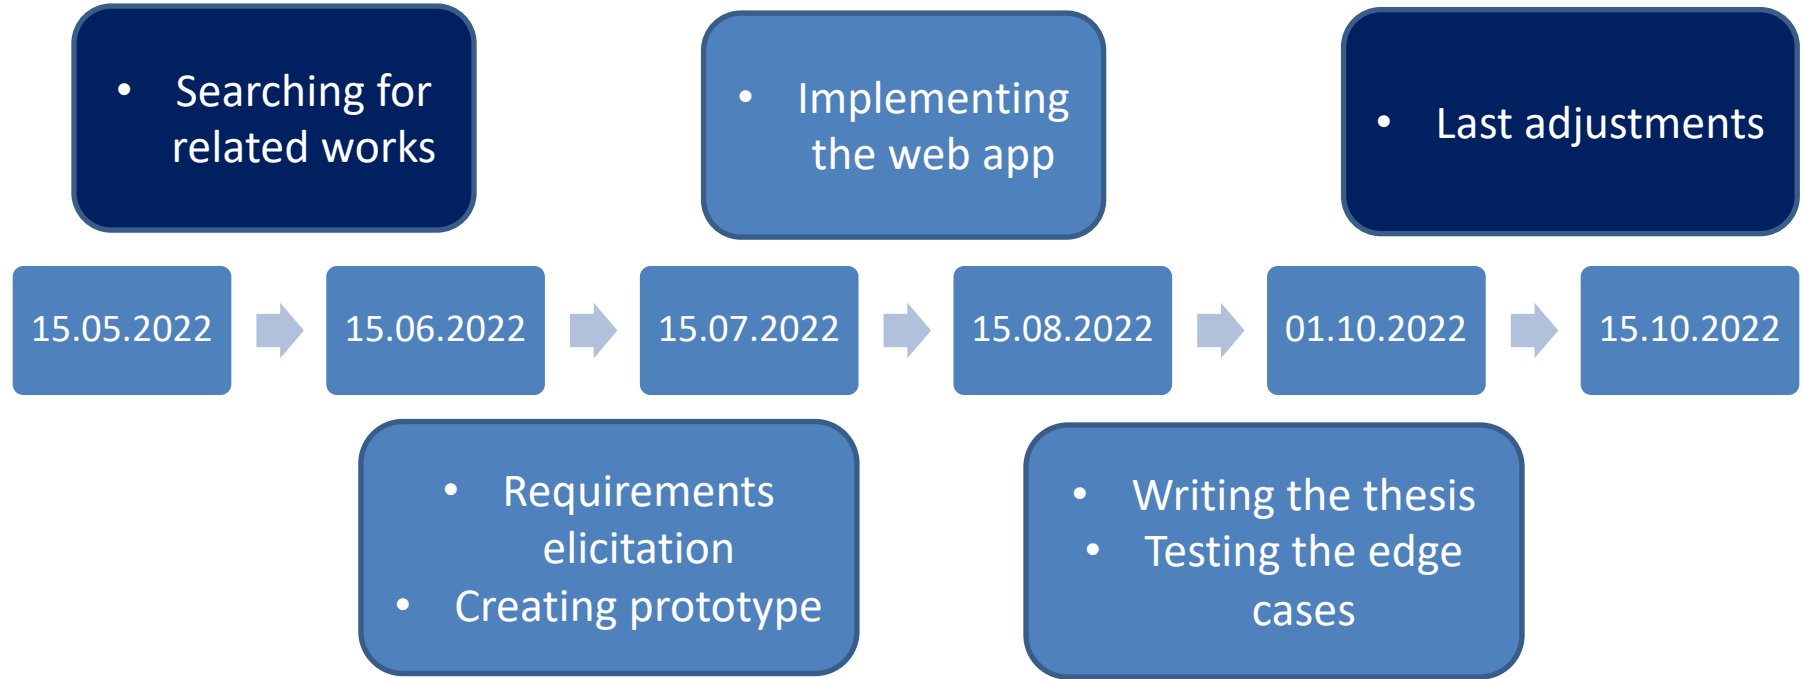 • Searching for
related works
• Implementing
the web app
• Last adjustments
15.05.2022
15.06.2022
15.07.2022
15.08.2022
01.10.2022
15.10.2022
• Requirements
elicitation
• Creating prototype
• Writing the thesis
• Testing the edge
cases